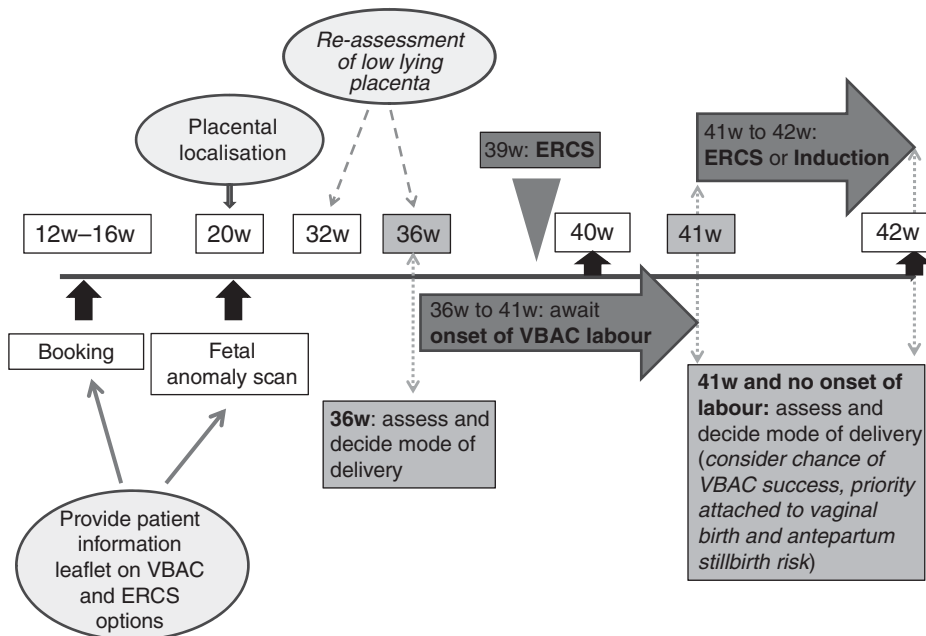 Re-assessment
of low lying
placenta
Placental
localisation
39w: ERCS
41w to 42w:
ERCS or Induction
12w–16w
20w
32w
36w
40w
41w
42w
36w to 41w: await
onset of VBAC labour
Booking
Fetal
anomaly scan
36w: assess and
decide mode of
delivery
41w and no onset of
labour: assess and
decide mode of delivery
(consider chance of
VBAC success, priority
attached to vaginal
birth and antepartum
stillbirth risk)
Provide patient
information
leaflet on VBAC
and ERCS
options